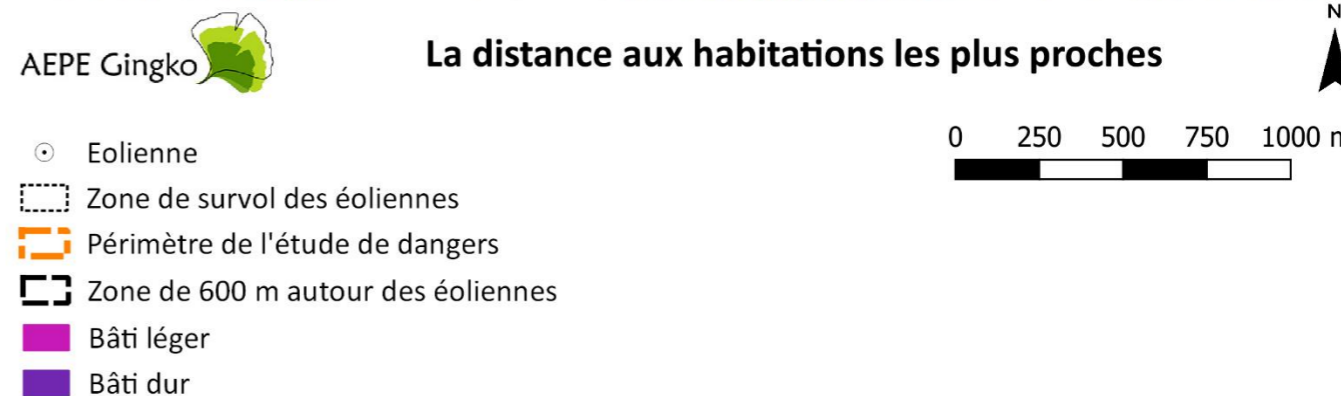 N
AEPE Gingko
La distance aux habitations les plus proches
0 250 500 750 1000 m
Eolienne
Zone de survol des éoliennes
Périmètre de l'étude de dangers
Zone de 600 m autour des éoliennes
Bâti léger
Bâti dur